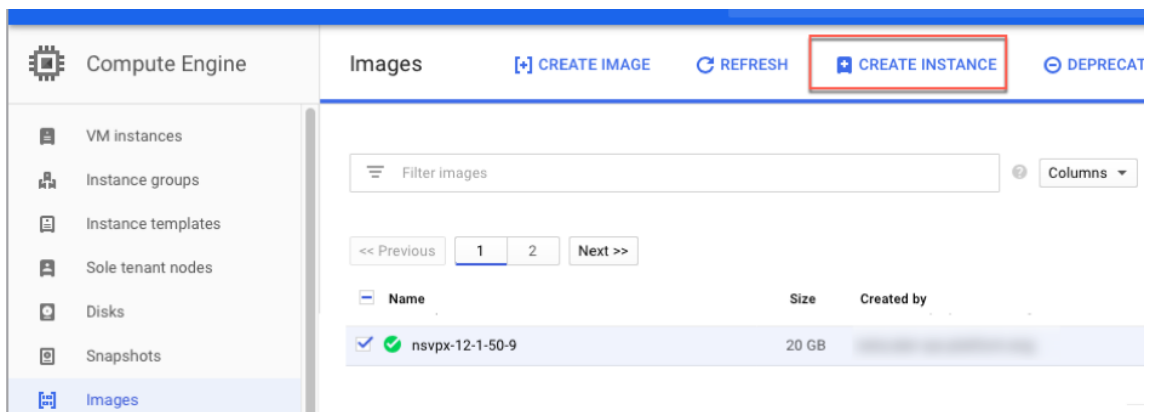 Compute Engine
Images
[+] CREATE IMAGE
REFRESH
CREATE INSTANCE
DEPRECAT
VM instances
Instance groups
Instance templates
Sole tenant nodes
Disks
Snapshots
Images
Filter images
Columns
<< Previous 1 2 Next >>
Name Size Created by
nsvpx-12-1-50-9 20 GB